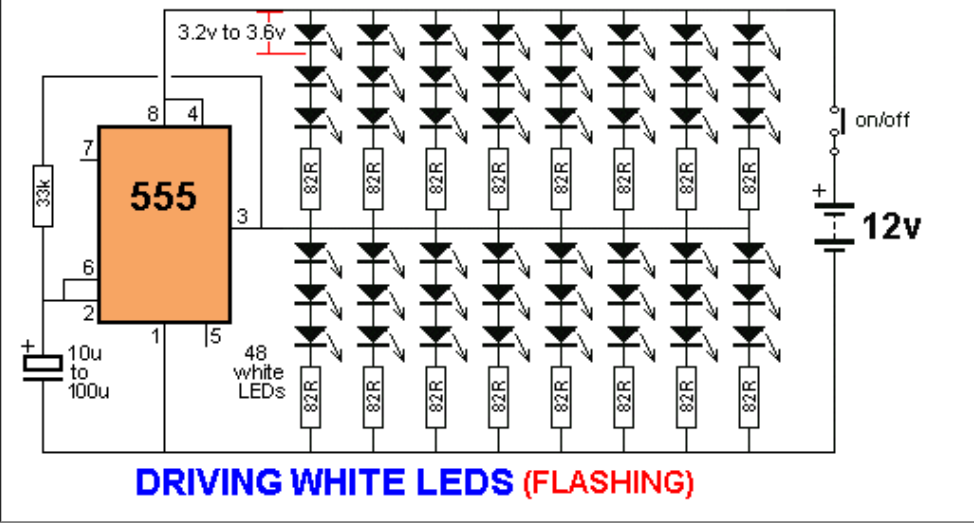 3.2v to 3.6v
8 4
7
555
33k
3
6
2
1
5
+
10u
to
100u
48
white
LEDs
82R 82R 82R 82R 82R 82R 82R 82R
82R 82R 82R 82R 82R 82R 82R 82R
on/off
+
12v
DRIVING WHITE LEDS (FLASHING)